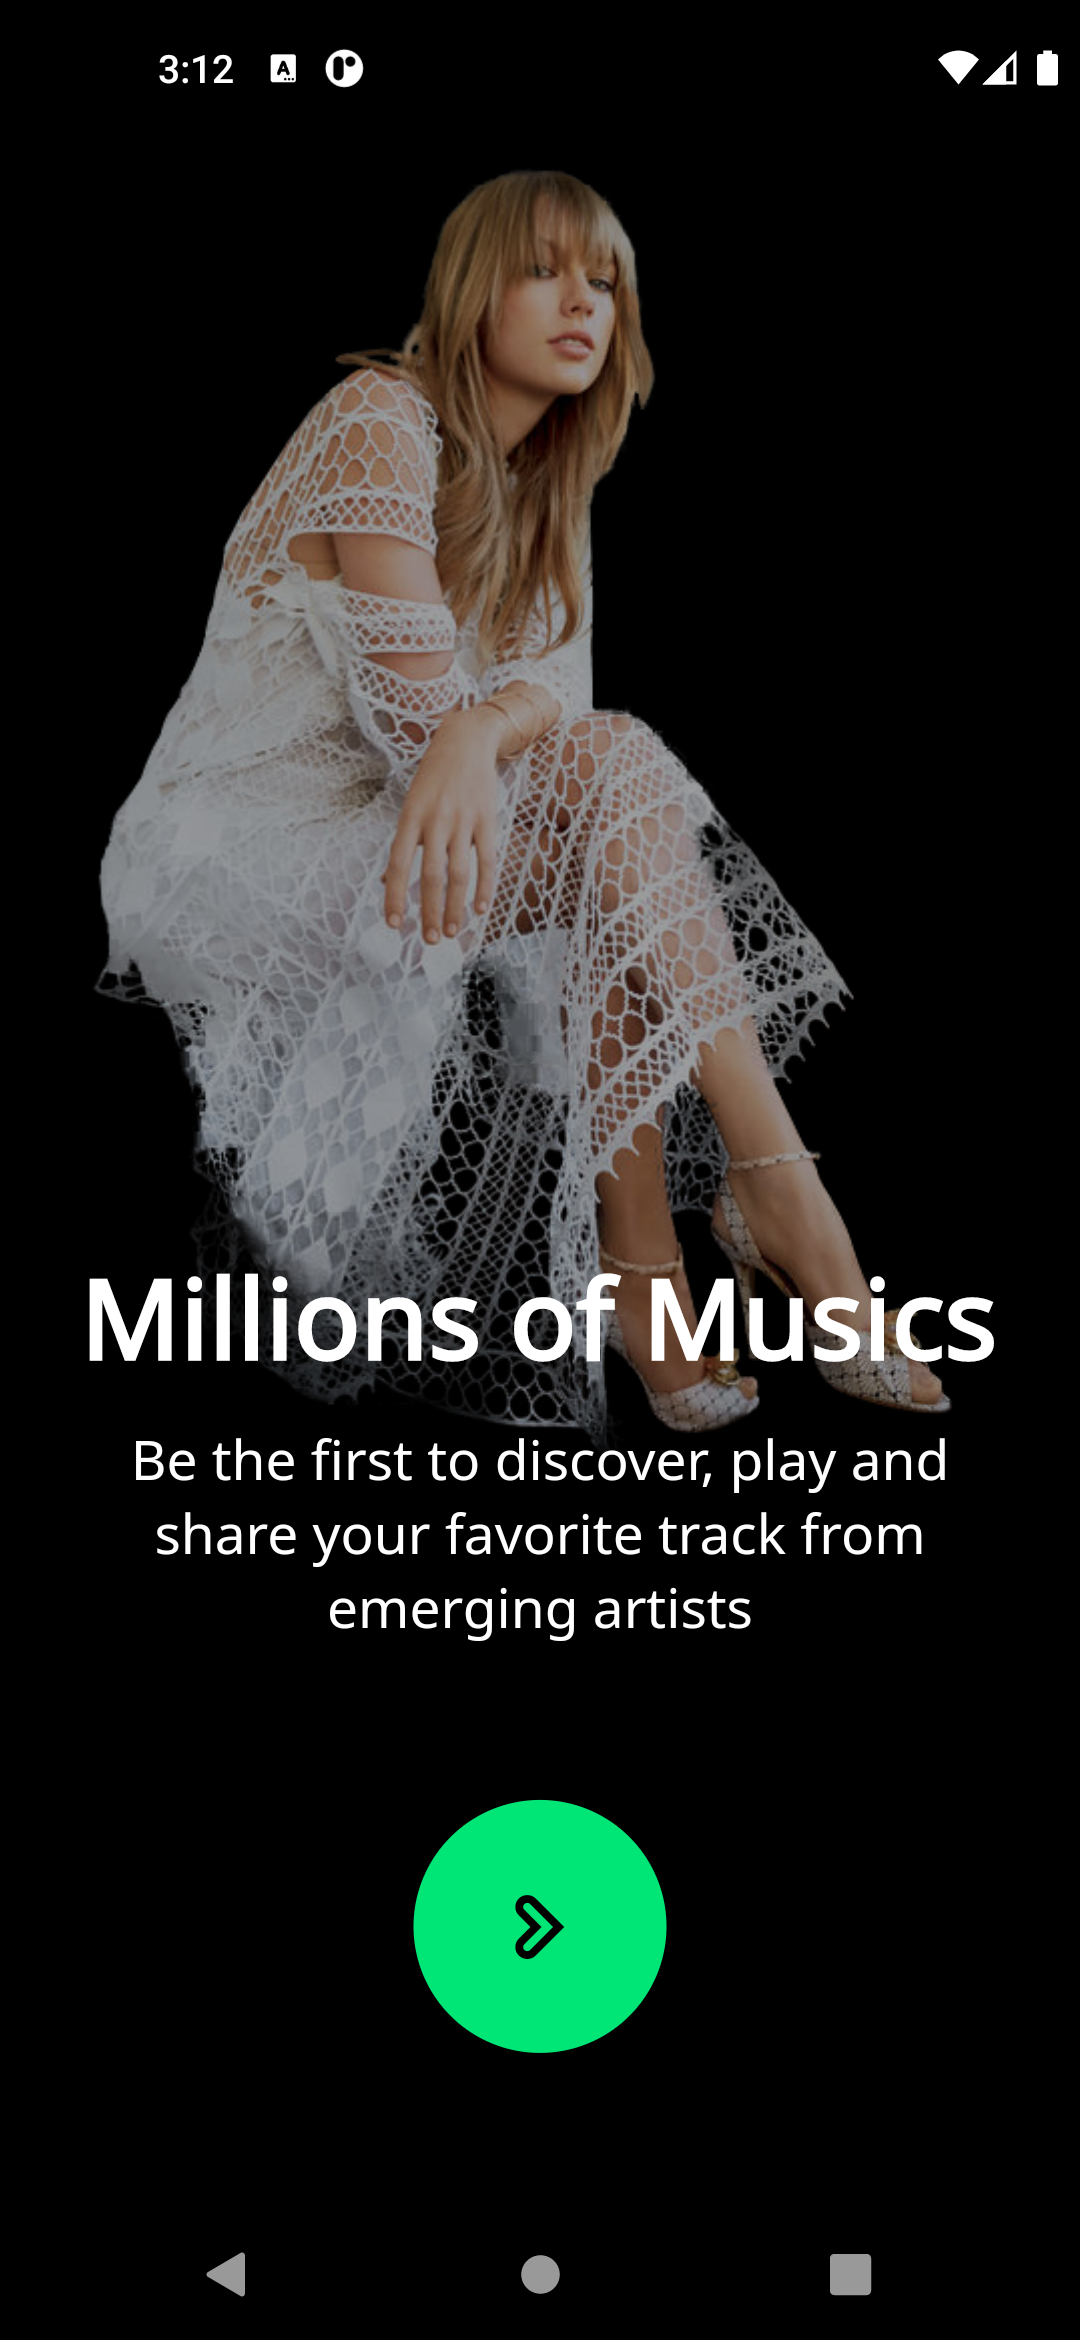 3:12
Millions of Musics
Be the first to discover, play and
share your favorite track from
emerging artists